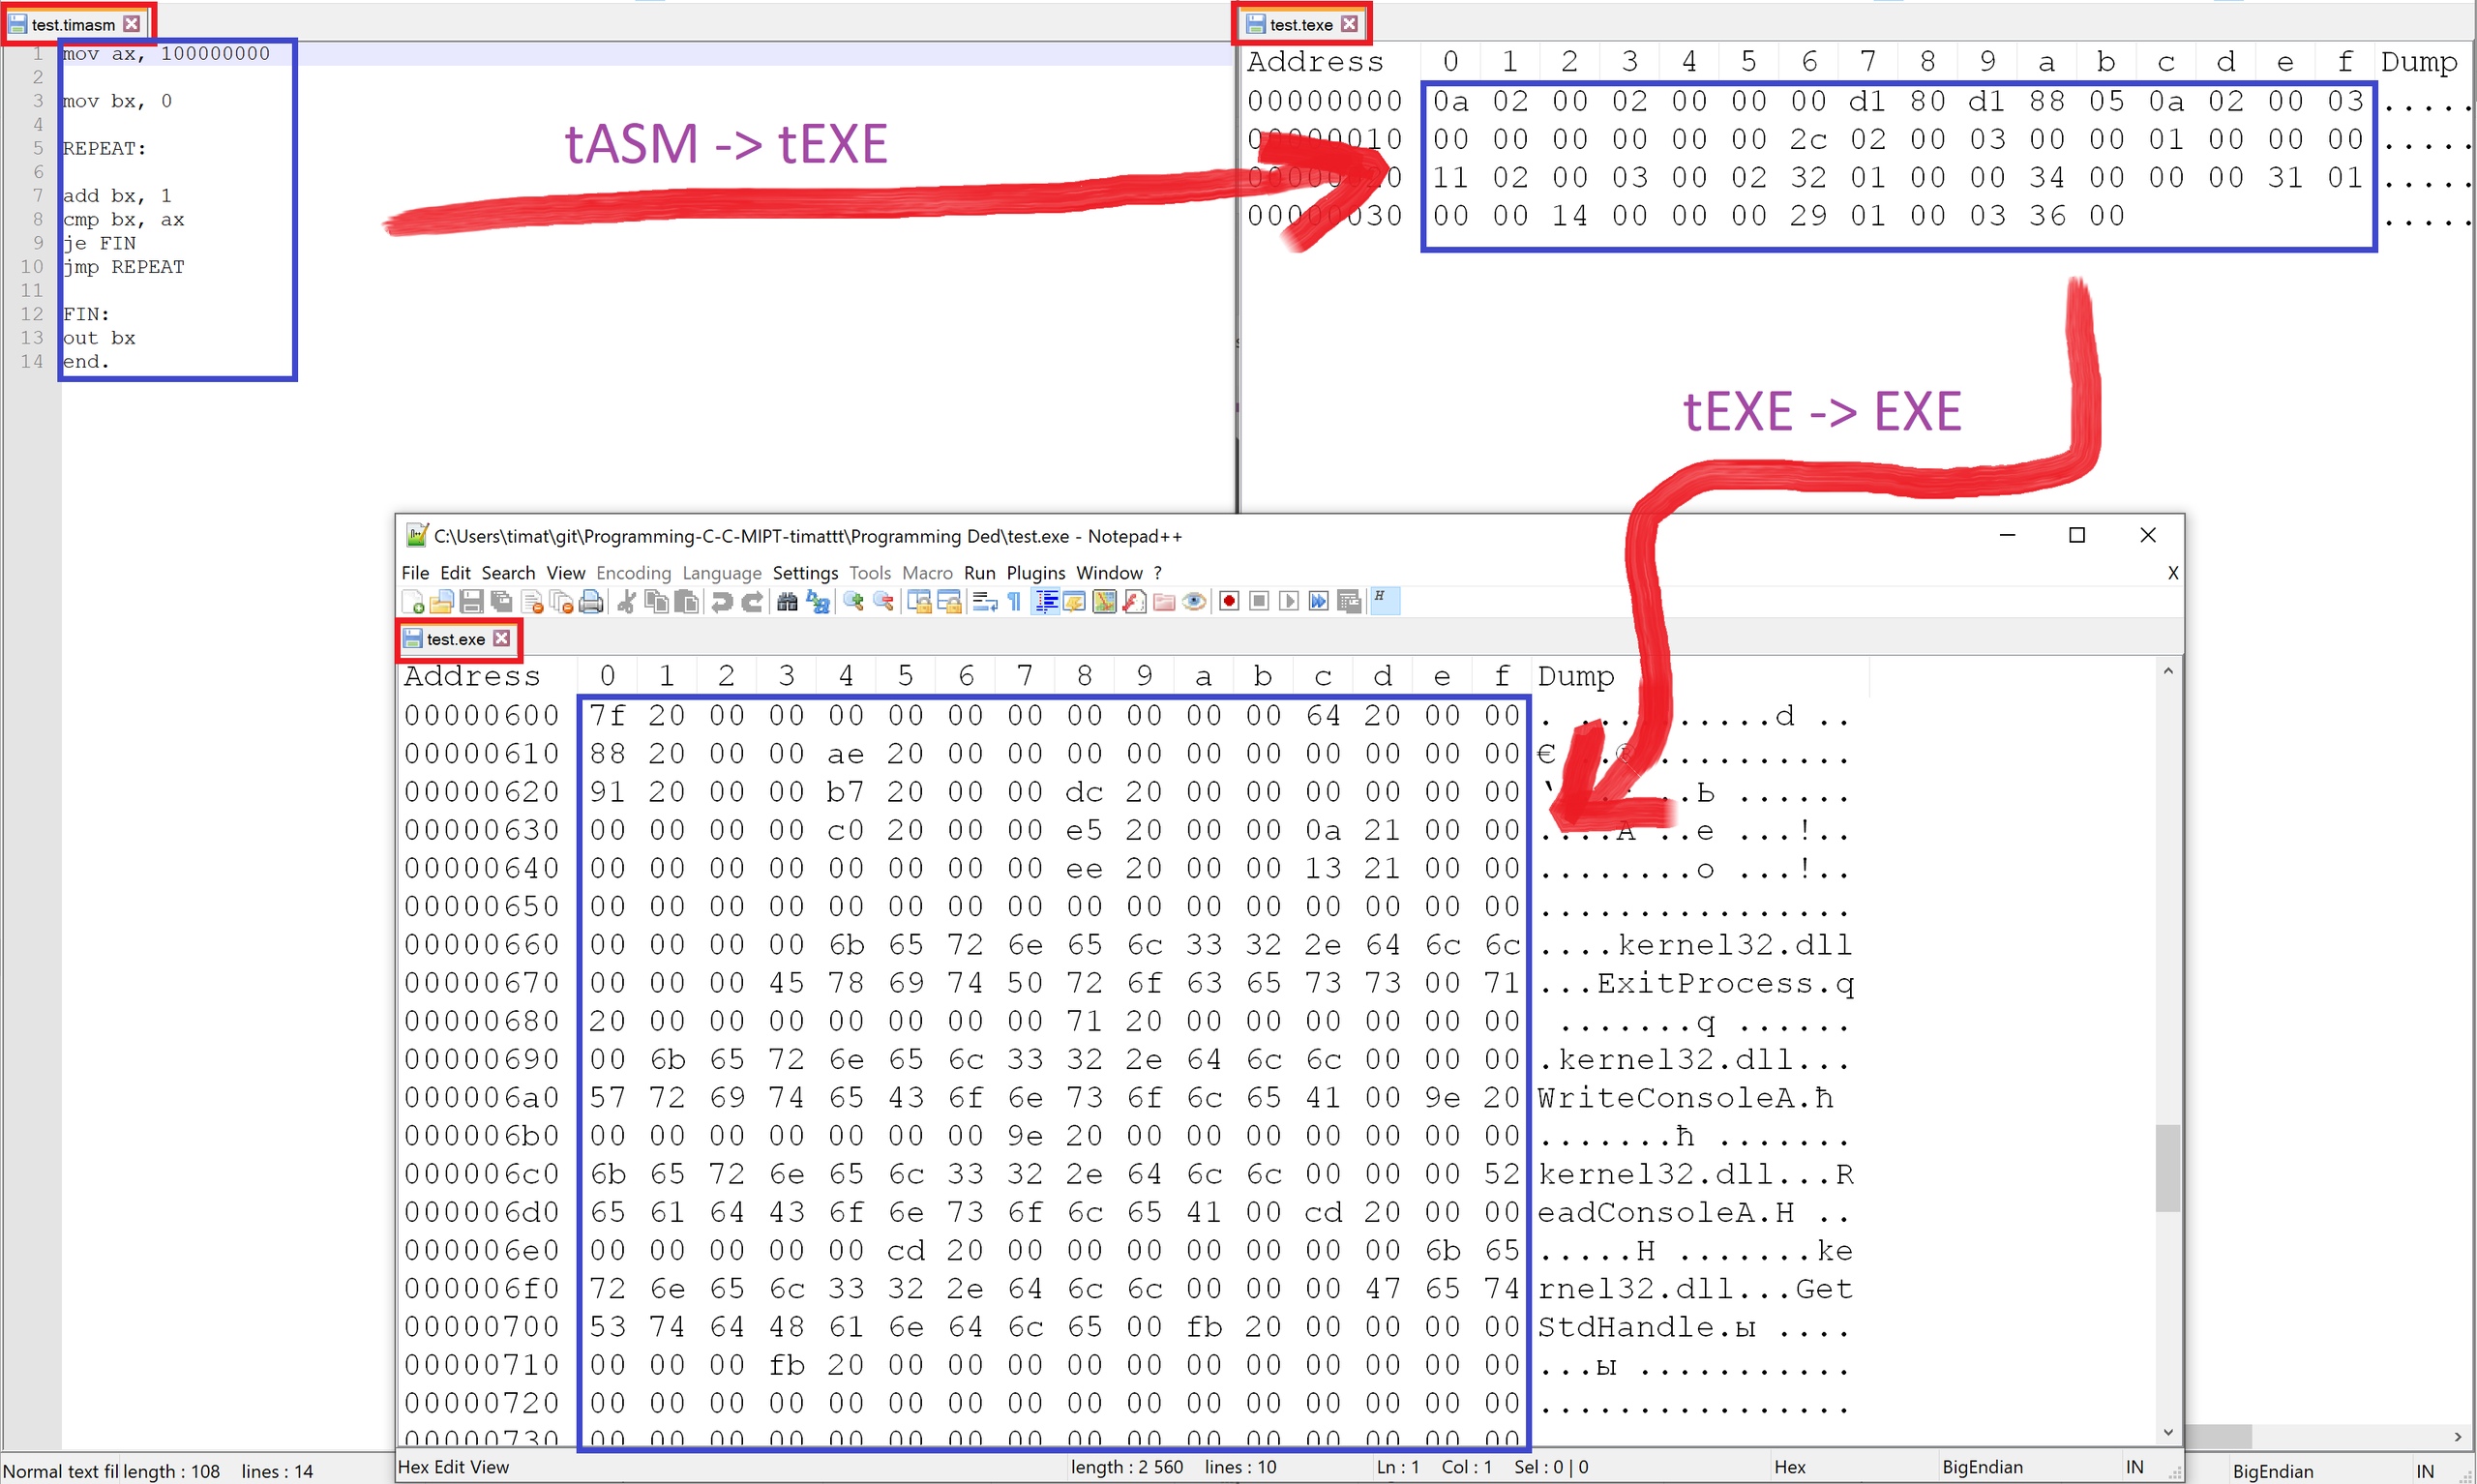 test.timasm
1 mov ax, 100000000
2
3 mov bx, 0
4
5 REPEAT:
6
7 add bx, 1
8 cmp bx, ax
9 je FIN
10 jmp REPEAT
11
12 FIN:
13 out bx
14 end.
tASM -> tEXE
test.texe
Address 0 1 2 3 4 5 6 7 8 9 a b c d e f Dump
00000000 0a 02 00 02 00 00 00 d1 80 d1 88 05 0a 02 00 03 .....
00000010 00 00 00 00 00 00 2c 02 00 03 00 00 01 00 00 00 .....
00000020 11 02 00 03 00 02 32 01 00 00 34 00 00 00 31 01 .....
00000030 00 00 14 00 00 00 29 01 00 03 36 00 .....
tEXE -> EXE
C:\Users\timat\git\Programming-C-C-MIPT-timattt\Programming Ded\test.exe - Notepad++
File Edit Search View Encoding Language Settings Tools Macro Run Plugins Window ? X
test.exe
Address 0 1 2 3 4 5 6 7 8 9 a b c d e f Dump
00000600 7f 20 00 00 00 00 00 00 00 00 00 00 64 20 00 00 . ..........d ..
00000610 88 20 00 00 ae 20 00 00 00 00 00 00 00 00 00 00 € ..® ..........
00000620 91 20 00 00 b7 20 00 00 dc 20 00 00 00 00 00 00 ..Ь ......
00000630 00 00 00 00 c0 20 00 00 e5 20 00 00 0a 21 00 00 ....А ..е ...!..
00000640 00 00 00 00 00 00 00 00 ee 20 00 00 13 21 00 00 ........о ...!..
00000650 00 00 00 00 00 00 00 00 00 00 00 00 00 00 00 00 ................
00000660 00 00 00 00 6b 65 72 6e 65 6c 33 32 2e 64 6c 6c ....kernel32.dll
00000670 00 00 00 45 78 69 74 50 72 6f 63 65 73 73 00 71 ...ExitProcess.q
00000680 20 00 00 00 00 00 00 00 71 20 00 00 00 00 00 00 .......q ......
00000690 00 6b 65 72 6e 65 6c 33 32 2e 64 6c 6c 00 00 00 .kernel32.dll...
000006a0 57 72 69 74 65 43 6f 6e 73 6f 6c 65 41 00 9e 20 WriteConsoleA.ћ
000006b0 00 00 00 00 00 00 00 9e 20 00 00 00 00 00 00 00 .......ћ .......
000006c0 6b 65 72 6e 65 6c 33 32 2e 64 6c 6c 00 00 00 52 kernel32.dll...R
000006d0 65 61 64 43 6f 6e 73 6f 6c 65 41 00 cd 20 00 00 eadConsoleA.Н ..
000006e0 00 00 00 00 00 cd 20 00 00 00 00 00 00 00 6b 65 .....Н .......ke
000006f0 72 6e 65 6c 33 32 2e 64 6c 6c 00 00 00 47 65 74 rnel32.dll...Get
00000700 53 74 64 48 61 6e 64 6c 65 00 fb 20 00 00 00 00 StdHandle.ы ....
00000710 00 00 00 fb 20 00 00 00 00 00 00 00 00 00 00 00 ...ы ...........
00000720 00 00 00 00 00 00 00 00 00 00 00 00 00 00 00 00 ................
00000730 00 00 00 00 00 00 00 00 00 00 00 00 00 00 00 00
Hex Edit View length : 2 560 lines : 10 Ln : 1 Col : 1 Sel : 0 | 0 Hex BigEndian IN
Normal text fil length : 108 lines : 14
BigEndian IN